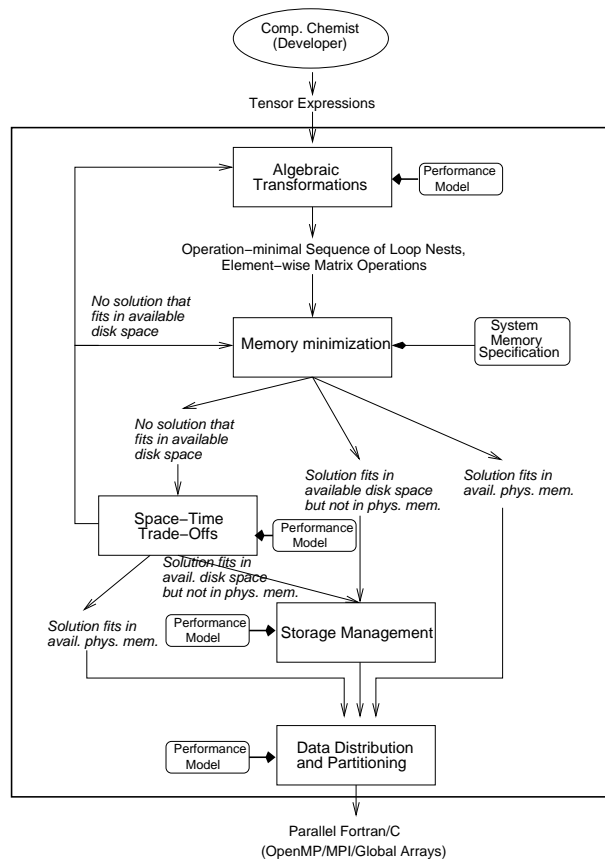 Comp. Chemist
(Developer)
Tensor Expressions
Algebraic
Transformations
Performance
Model
Operation−minimal Sequence of Loop Nests,
Element−wise Matrix Operations
No solution that
fits in available
disk space
Memory minimization
System
Memory
Specification
No solution that
fits in available
disk space
Solution fits in
available disk space
but not in phys. mem.
Solution fits in
avail. phys. mem.
Space−Time
Trade−Offs
Performance
Model
Solution fits in
avail. disk space
but not in phys. mem.
Solution fits in
avail. phys. mem.
Performance
Model
Storage Management
Performance
Model
Data Distribution
and Partitioning
Parallel Fortran/C
(OpenMP/MPI/Global Arrays)